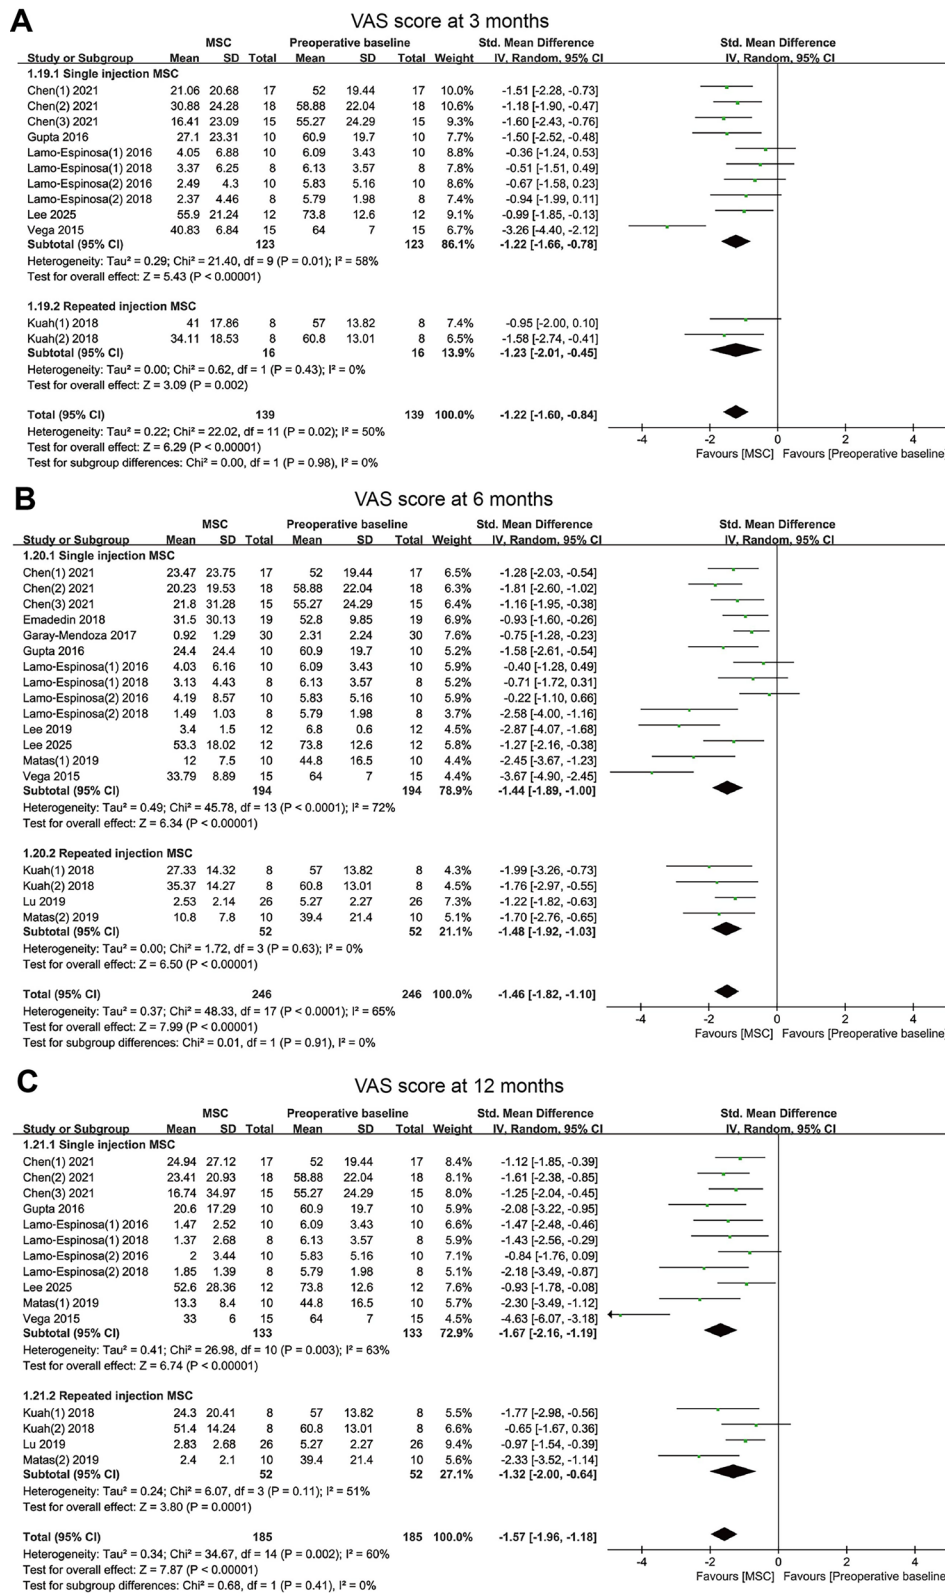 A
VAS score at 3 months
MSC Preoperative baseline Std. Mean Difference Std. Mean Difference
Study or Subgroup Mean SD Total Mean SD Total Weight IV, Random, 95% CI IV, Random, 95% CI
1.19.1 Single injection MSC
Chen(1) 2021 21.06 20.68 17 52 19.44 17 10.0% -1.51 [-2.28, -0.73]
Chen(2) 2021 30.88 24.28 18 58.88 22.04 18 10.7% -1.18 [-1.90, -0.47]
Chen(3) 2021 16.41 23.09 15 55.27 24.29 15 9.4% -1.60 [-2.43, -0.76]
Gupta 2016 27.1 23.31 10 60.9 19.7 10 7.7% -1.50 [-2.52, -0.48]
Lamo-Espinosa(1) 2016 4.05 6.88 10 6.09 3.43 10 8.8% -0.36 [-1.24, 0.53]
Lamo-Espinosa(1) 2018 3.37 6.25 8 6.13 3.57 8 7.8% -0.51 [-1.51, 0.49]
Lamo-Espinosa(2) 2016 2.49 4.3 10 5.83 5.16 10 8.6% -0.67 [-1.58, 0.23]
Lamo-Espinosa(2) 2018 2.37 4.46 8 5.79 1.98 8 7.4% -0.94 [-1.99, 0.11]
Lee 2025 55.9 21.24 12 73.8 12.6 12 9.1% -0.99 [-1.85, -0.13]
Vega 2015 40.83 6.84 15 64 7 15 6.5% -3.26 [-4.40, -2.12]
Subtotal (95% CI) 123 123 86.1% -1.22 [-1.66, -0.78]
Heterogeneity: Tau² = 0.29; Chi² = 21.40, df = 9 (P = 0.01); I² = 58%
Test for overall effect: Z = 5.43 (P < 0.00001)
1.19.2 Repeated injection MSC
Kuah(1) 2018 41 17.86 8 57 13.82 8 7.4% -0.95 [-2.00, 0.10]
Kuah(2) 2018 34.11 18.53 8 60.8 13.01 8 6.5% -1.58 [-2.74, -0.41]
Subtotal (95% CI) 16 16 13.9% -1.23 [-2.01, -0.45]
Heterogeneity: Tau² = 0.00; Chi² = 0.62, df = 1 (P = 0.43); I² = 0%
Test for overall effect: Z = 3.09 (P = 0.002)
Total (95% CI) 139 139 100.0% -1.22 [-1.60, -0.84]
Heterogeneity: Tau² = 0.22; Chi² = 22.02, df = 11 (P = 0.02); I² = 50%
Test for overall effect: Z = 6.29 (P < 0.00001)
Test for subgroup differences: Chi² = 0.00, df = 1 (P = 0.98), I² = 0%
-4 -2 0 2 4
Favours [MSC] Favours [Preoperative baseline]
B
VAS score at 6 months
MSC Preoperative baseline Std. Mean Difference Std. Mean Difference
Study or Subgroup Mean SD Total Mean SD Total Weight IV, Random, 95% CI IV, Random, 95% CI
1.20.1 Single injection MSC
Chen(1) 2021 23.47 23.75 17 52 19.44 17 6.5% -1.28 [-2.03, -0.54]
Chen(2) 2021 20.23 19.53 18 58.88 22.04 18 6.3% -1.81 [-2.60, -1.02]
Chen(3) 2021 21.8 31.28 15 55.27 24.29 15 6.4% -1.16 [-1.95, -0.38]
Emadedin 2018 31.5 30.13 19 52.8 9.85 19 6.9% -0.93 [-1.60, -0.26]
Garay-Mendoza 2017 0.92 1.29 30 2.31 2.24 30 7.6% -0.75 [-1.28, -0.23]
Gupta 2016 24.4 24.4 10 60.9 19.7 10 5.2% -1.58 [-2.61, -0.54]
Lamo-Espinosa(1) 2016 4.03 6.16 10 6.09 3.43 10 5.9% -0.40 [-1.28, 0.49]
Lamo-Espinosa(1) 2018 3.13 4.43 8 6.13 3.57 8 5.3% -0.71 [-1.72, 0.31]
Lamo-Espinosa(2) 2016 4.19 8.57 10 5.83 5.16 10 5.9% -0.22 [-1.10, 0.66]
Lamo-Espinosa(2) 2018 1.49 1.03 8 5.79 1.98 8 3.7% -2.58 [-4.00, -1.16]
Lee 2019 3.4 1.5 12 6.8 0.6 12 4.5% -2.87 [-4.07, -1.68]
Lee 2025 53.3 18.02 12 73.8 12.6 12 5.8% -1.27 [-2.16, -0.38]
Matas(1) 2019 12 7.5 10 44.8 16.5 10 4.4% -2.45 [-3.67, -1.23]
Vega 2015 33.79 8.89 15 64 7 15 4.4% -3.67 [-4.90, -2.45]
Subtotal (95% CI) 194 194 78.9% -1.44 [-1.89, -1.00]
Heterogeneity: Tau² = 0.49; Chi² = 45.78, df = 13 (P < 0.0001); I² = 72%
Test for overall effect: Z = 6.34 (P < 0.00001)
1.20.2 Repeated injection MSC
Kuah(1) 2018 27.33 14.32 8 57 13.82 8 4.3% -1.99 [-3.26, -0.73]
Kuah(2) 2018 35.37 14.27 8 60.8 13.01 8 4.5% -1.76 [-2.97, -0.55]
Lu 2019 2.53 2.14 26 5.27 2.27 26 7.3% -1.22 [-1.82, -0.63]
Matas(2) 2019 10.8 7.8 10 39.4 21.4 10 5.1% -1.70 [-2.76, -0.65]
Subtotal (95% CI) 52 52 21.1% -1.48 [-1.92, -1.03]
Heterogeneity: Tau² = 0.00; Chi² = 1.72, df = 3 (P = 0.63); I² = 0%
Test for overall effect: Z = 6.50 (P < 0.00001)
Total (95% CI) 246 246 100.0% -1.46 [-1.82, -1.10]
Heterogeneity: Tau² = 0.37; Chi² = 48.33, df = 17 (P < 0.0001); I² = 65%
Test for overall effect: Z = 7.99 (P < 0.00001)
Test for subgroup differences: Chi² = 0.01, df = 1 (P = 0.91), I² = 0%
-4 -2 0 2 4
Favours [MSC] Favours [Preoperative baseline]
C
VAS score at 12 months
MSC Preoperative baseline Std. Mean Difference Std. Mean Difference
Study or Subgroup Mean SD Total Mean SD Total Weight IV, Random, 95% CI IV, Random, 95% CI
1.21.1 Single injection MSC
Chen(1) 2021 24.94 27.12 17 52 19.44 17 8.4% -1.12 [-1.85, -0.39]
Chen(2) 2021 23.41 20.93 18 58.88 22.04 18 8.1% -1.61 [-2.38, -0.85]
Chen(3) 2021 16.74 34.97 15 55.27 24.29 15 8.0% -1.25 [-2.04, -0.45]
Gupta 2016 20.6 17.29 10 60.9 19.7 10 5.9% -2.08 [-3.22, -0.95]
Lamo-Espinosa(1) 2016 1.47 2.52 10 6.09 3.43 10 6.6% -1.47 [-2.48, -0.46]
Lamo-Espinosa(1) 2018 1.37 2.68 8 6.13 3.57 8 5.9% -1.43 [-2.56, -0.29]
Lamo-Espinosa(2) 2016 2 3.44 10 5.83 5.16 10 7.1% -0.84 [-1.76, 0.09]
Lamo-Espinosa(2) 2018 1.85 1.39 8 5.79 1.98 8 5.1% -2.18 [-3.49, -0.87]
Lee 2025 52.6 28.36 12 73.8 12.6 12 7.6% -0.93 [-1.78, -0.08]
Matas(1) 2019 13.3 8.4 10 44.8 16.5 10 5.7% -2.30 [-3.49, -1.12]
Vega 2015 33 6 15 64 7 15 4.5% -4.63 [-6.07, -3.18]
Subtotal (95% CI) 133 133 72.9% -1.67 [-2.16, -1.19]
Heterogeneity: Tau² = 0.41; Chi² = 26.98, df = 10 (P = 0.003); I² = 63%
Test for overall effect: Z = 6.74 (P < 0.00001)
1.21.2 Repeated injection MSC
Kuah(1) 2018 24.3 20.41 8 57 13.82 8 5.5% -1.77 [-2.98, -0.56]
Kuah(2) 2018 51.4 14.24 8 60.8 13.01 8 6.6% -0.65 [-1.67, 0.36]
Lu 2019 2.83 2.68 26 5.27 2.27 26 9.4% -0.97 [-1.54, -0.39]
Matas(2) 2019 2.4 2.1 10 39.4 21.4 10 5.6% -2.33 [-3.52, -1.14]
Subtotal (95% CI) 52 52 27.1% -1.32 [-2.00, -0.64]
Heterogeneity: Tau² = 0.24; Chi² = 6.07, df = 3 (P = 0.11); I² = 51%
Test for overall effect: Z = 3.80 (P = 0.0001)
Total (95% CI) 185 185 100.0% -1.57 [-1.96, -1.18]
Heterogeneity: Tau² = 0.34; Chi² = 34.67, df = 14 (P = 0.002); I² = 60%
Test for overall effect: Z = 7.87 (P < 0.00001)
Test for subgroup differences: Chi² = 0.68, df = 1 (P = 0.41), I² = 0%
-4 -2 0 2 4
Favours [MSC] Favours [Preoperative baseline]